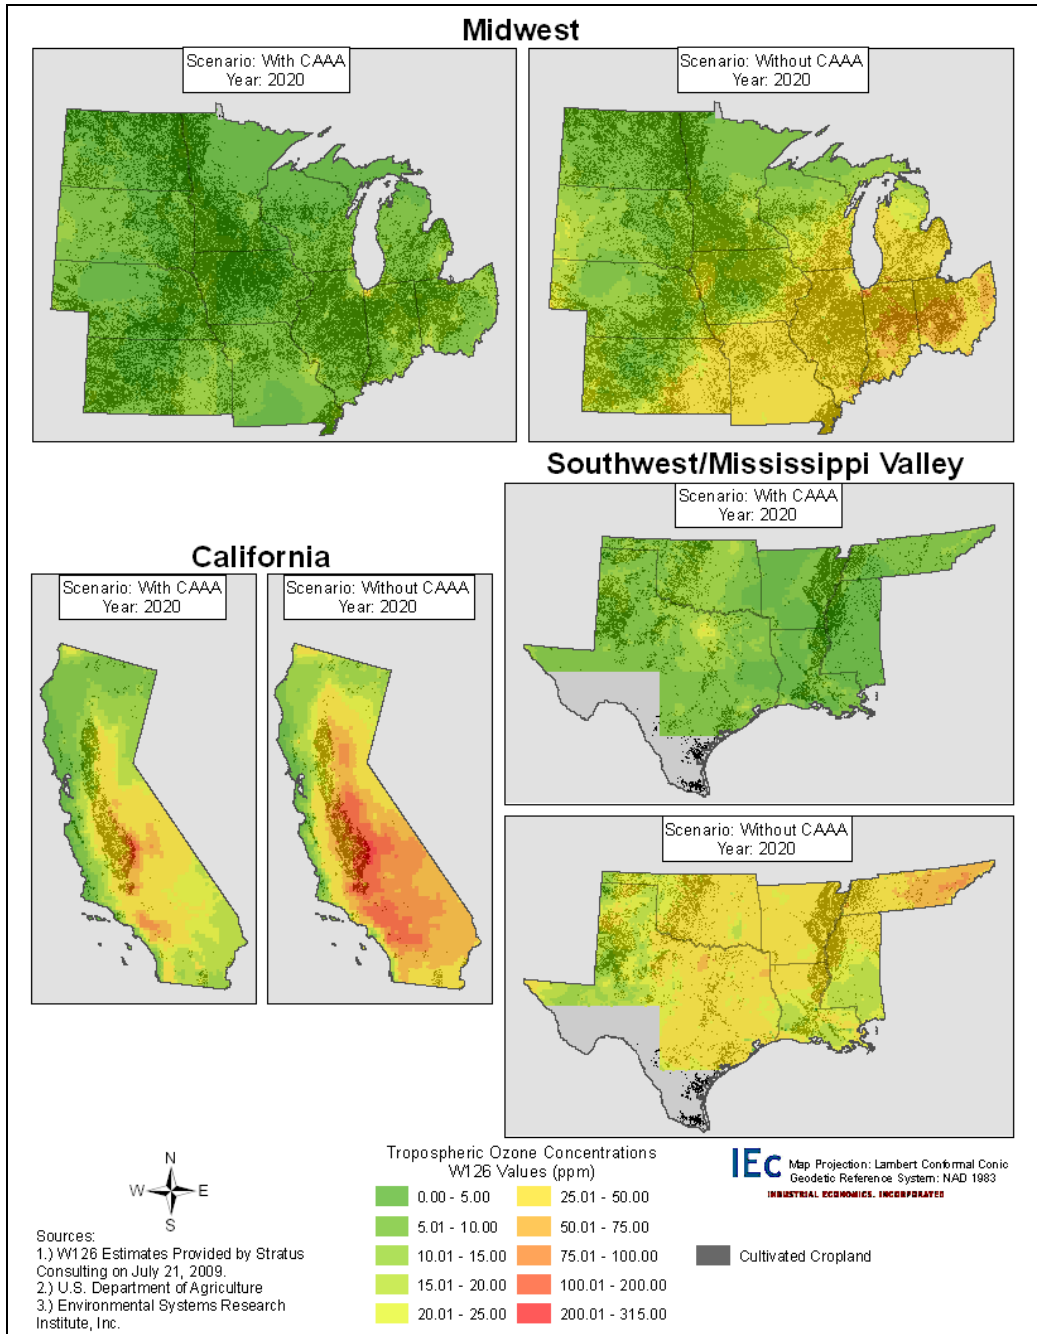 Midwest
Scenario: With CAAA
Year: 2020
Scenario: Without CAAA
Year: 2020
Southwest/Mississippi Valley
Scenario: With CAAA
Year: 2020
California
Scenario: With CAAA
Year: 2020
Scenario: Without CAAA
Year: 2020
Scenario: Without CAAA
Year: 2020
N
W E
S
Sources:
1.) W126 Estimates Provided by Stratus
Consulting on July 21, 2009.
2.) U.S. Department of Agriculture
3.) Environmental Systems Research
Institute, Inc.
Tropospheric Ozone Concentrations
W126 Values (ppm)
0.00 - 5.00
5.01 - 10.00
10.01 - 15.00
15.01 - 20.00
20.01 - 25.00
25.01 - 50.00
50.01 - 75.00
75.01 - 100.00
100.01 - 200.00
200.01 - 315.00
Cultivated Cropland
IEc
Map Projection: Lambert Conformal Conic
Geodetic Reference System: NAD 1983
INDUSTRIAL ECONOMICS, INCORPORATED